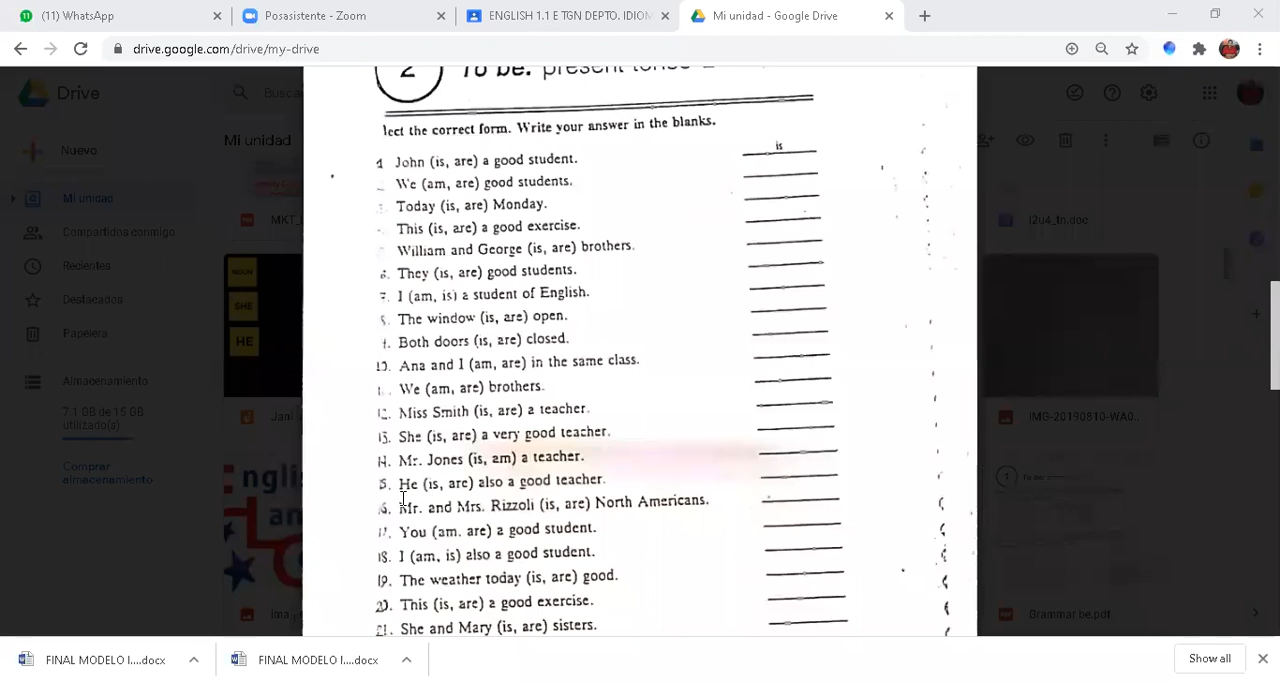 (11) WhatsApp
Posasistente - Zoom
ENGLISH 1.1 E TGN DEPTO. IDIOM
Mi unidad - Google Drive
drive.google.com/drive/my-drive
2 To be: present tense
Drive
Nuevo
Mi unidad
Compartidos conmigo
Recientes
Destacados
Papelera
Almacenamiento
7.1 GB de 15 GB
utilizado(s)
Comprar
almacenamiento
Mi unidad
lect the correct form. Write your answer in the blanks.
John (is, are) a good student. is
We (am, are) good students.
Today (is, are) Monday.
This (is, are) a good exercise.
William and George (is, are) brothers.
6. They (is, are) good students.
7. I (am, is) a student of English.
The window (is, are) open.
Both doors (is, are) closed.
10. Ana and I (am, are) in the same class.
We (am, are) brothers.
12. Miss Smith (is, are) a teacher.
13. She (is, are) a very good teacher.
14. Mr. Jones (is, am) a teacher.
5. He (is, are) also a good teacher.
6. Mr. and Mrs. Rizzoli (is, are) North Americans.
17. You (am. are) a good student.
18. I (am, is) also a good student.
19. The weather today (is, are) good.
20. This (is, are) a good exercise.
21. She and Mary (is, are) sisters.
NOUN
SHE
HE
l2u4_tn.doc
IMG-20190810-WA0..
Grammar be.pdf
FINAL MODELO I....docx
FINAL MODELO I....docx
Show all